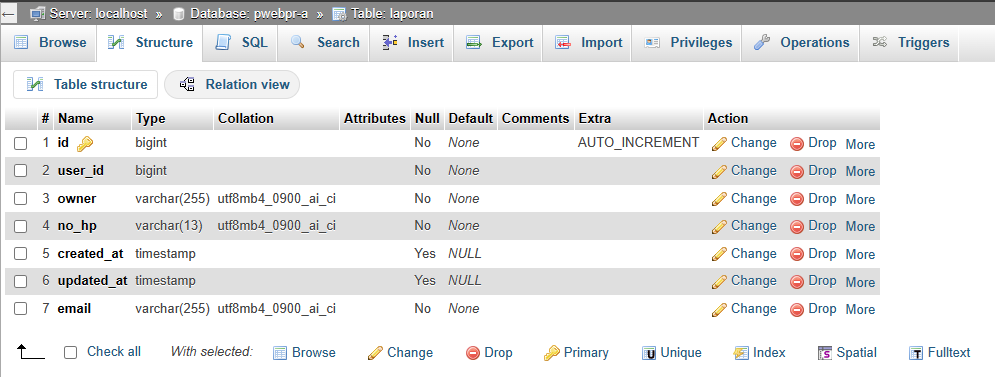 Server: localhost » Database: pwebpr-a » Table: laporan
Browse Structure SQL Search Insert Export Import Privileges Operations Triggers
Table structure Relation view
# Name Type Collation Attributes Null Default Comments Extra Action
1 id bigint No None AUTO_INCREMENT Change Drop More
2 user_id bigint No None Change Drop More
3 owner varchar(255) utf8mb4_0900_ai_ci No None Change Drop More
4 no_hp varchar(13) utf8mb4_0900_ai_ci No None Change Drop More
5 created_at timestamp Yes NULL Change Drop More
6 updated_at timestamp Yes NULL Change Drop More
7 email varchar(255) utf8mb4_0900_ai_ci No None Change Drop More
Check all With selected: Browse Change Drop Primary Unique Index Spatial Fulltext